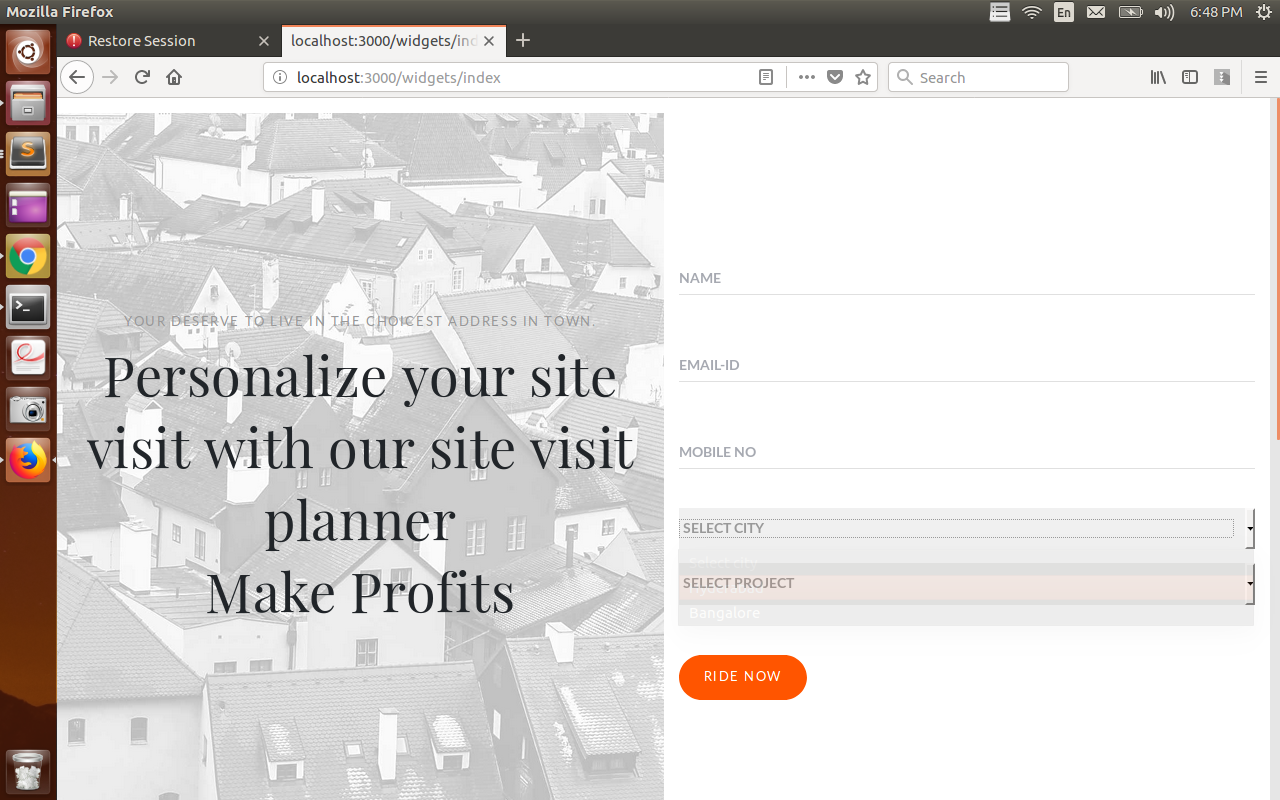 Mozilla Firefox
En
6:48 PM
Restore Session
localhost:3000/widgets/ind
localhost:3000/widgets/index
Search
YOUR DESERVE TO LIVE IN THE CHOICEST ADDRESS IN TOWN.
Personalize your site
visit with our site visit
planner
Make Profits
NAME
EMAIL-ID
MOBILE NO
SELECT CITY
Select city
SELECT PROJECT
Bangalore
RIDE NOW